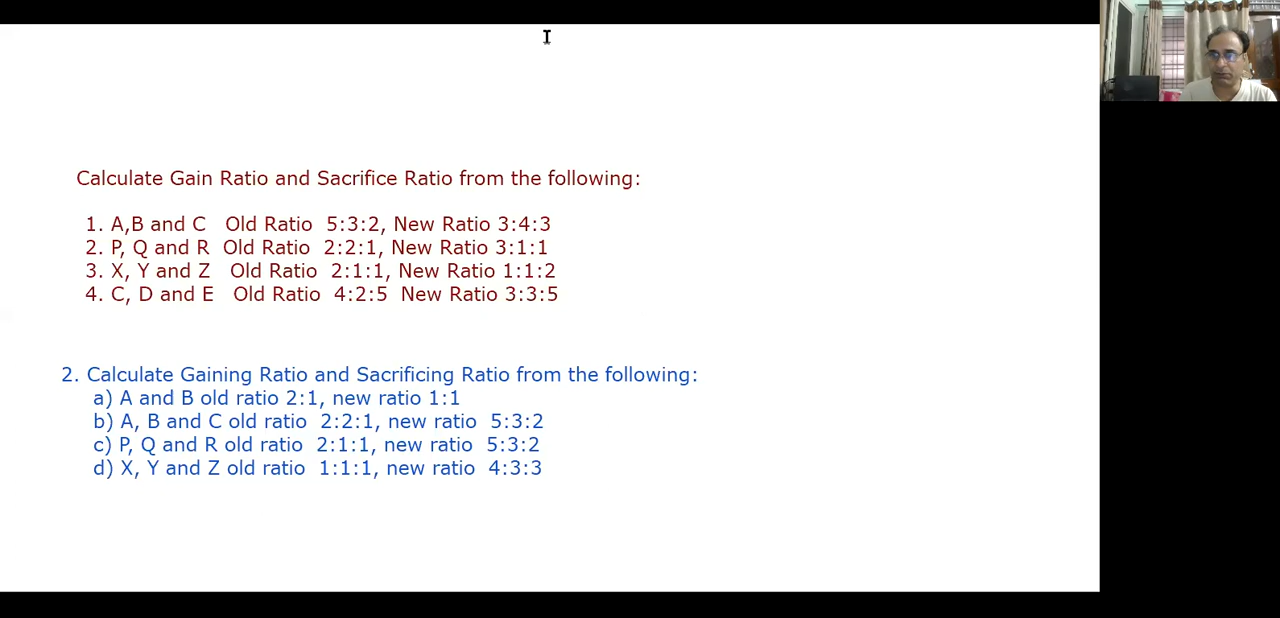 Calculate Gain Ratio and Sacrifice Ratio from the following:
1. A,B and C Old Ratio 5:3:2, New Ratio 3:4:3
2. P, Q and R Old Ratio 2:2:1, New Ratio 3:1:1
3. X, Y and Z Old Ratio 2:1:1, New Ratio 1:1:2
4. C, D and E Old Ratio 4:2:5 New Ratio 3:3:5
2. Calculate Gaining Ratio and Sacrificing Ratio from the following:
a) A and B old ratio 2:1, new ratio 1:1
b) A, B and C old ratio 2:2:1, new ratio 5:3:2
c) P, Q and R old ratio 2:1:1, new ratio 5:3:2
d) X, Y and Z old ratio 1:1:1, new ratio 4:3:3